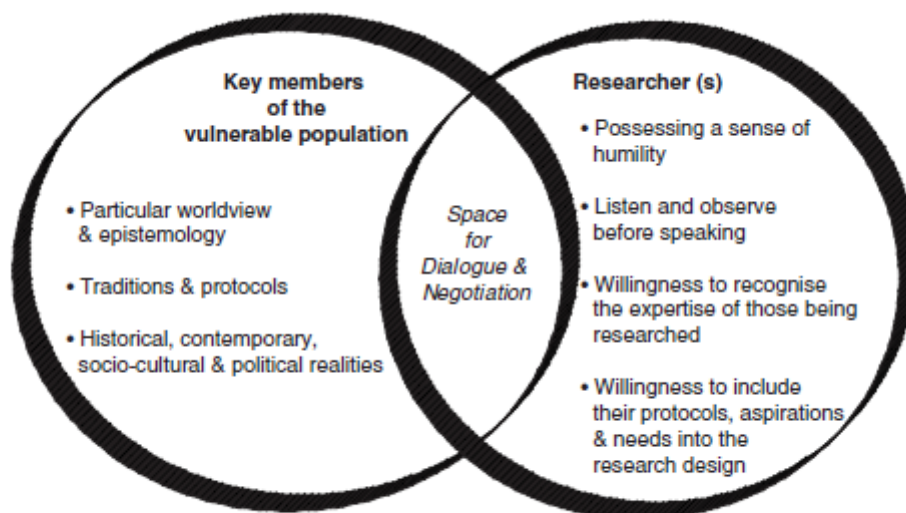 Key members
of the
vulnerable population
• Particular worldview
& epistemology
• Traditions & protocols
• Historical, contemporary,
socio-cultural & political realities
Space
for
Dialogue &
Negotiation
Researcher (s)
• Possessing a sense of
humility
• Listen and observe
before speaking
• Willingness to recognise
the expertise of those being
researched
• Willingness to include
their protocols, aspirations
& needs into the
research design